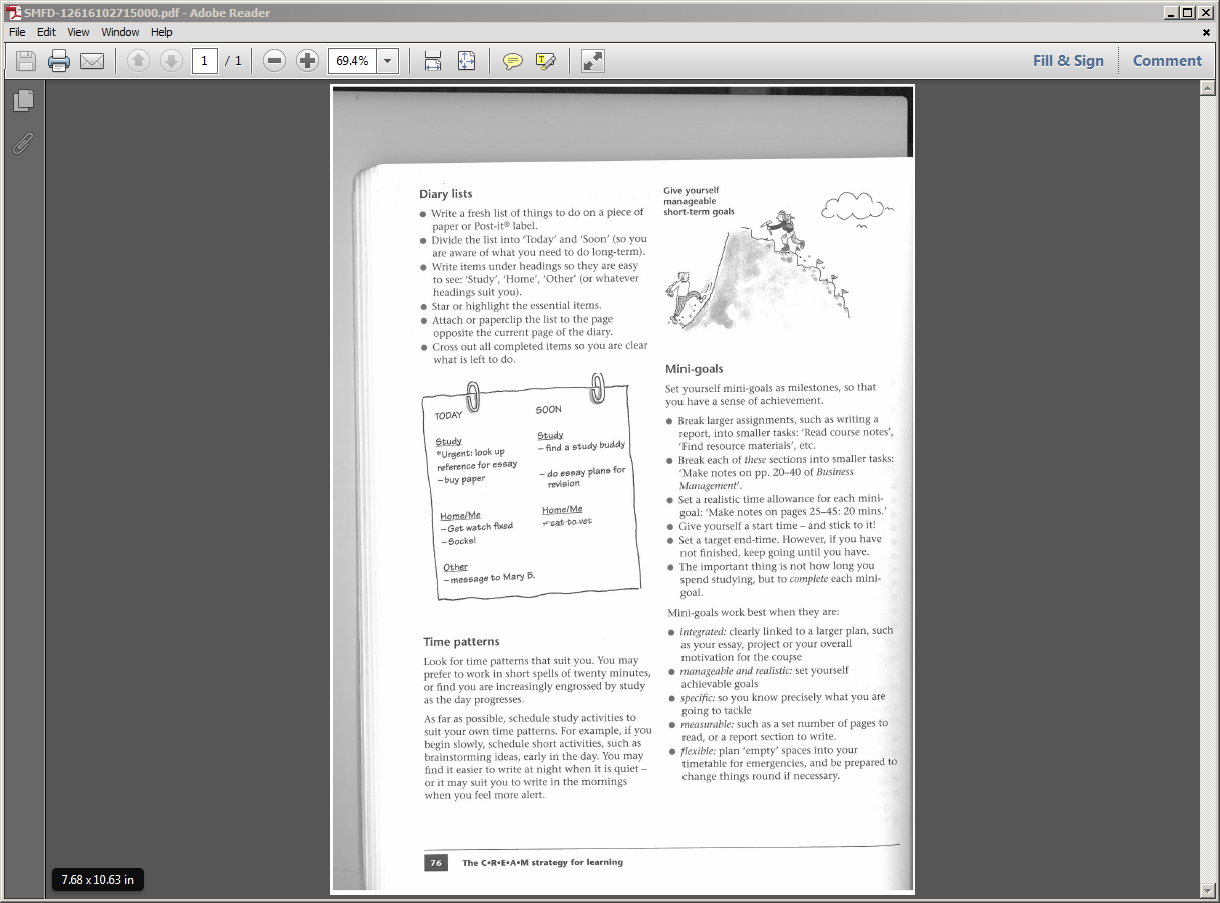 SMFD-12616102715000.pdf - Adobe Reader
File Edit View Window Help
1 / 1 69.4% Fill & Sign Comment
Diary lists
● Write a fresh list of things to do on a piece of
paper or Post-it® label.
● Divide the list into ‘Today’ and ‘Soon’ (so you
are aware of what you need to do long-term).
● Write items under headings so they are easy
to see: ‘Study’, ‘Home’, ‘Other’ (or whatever
headings suit you).
● Star or highlight the essential items.
● Attach or paperclip the list to the page
opposite the current page of the diary.
● Cross out all completed items so you are clear
what is left to do.
TODAY
Study
*Urgent: look up
reference for essay
– buy paper
Home/Me
– Get watch fixed
– Socks!
Other
– message to Mary B.
SOON
Study
– find a study buddy
– do essay plans for
revision
Home/Me
– cat to vet
Time patterns
Look for time patterns that suit you. You may
prefer to work in short spells of twenty minutes,
or find you are increasingly engrossed by study
as the day progresses.
As far as possible, schedule study activities to
suit your own time patterns. For example, if you
begin slowly, schedule short activities, such as
brainstorming ideas, early in the day. You may
find it easier to write at night when it is quiet –
or it may suit you to write in the mornings
when you feel more alert.
Give yourself
manageable
short-term goals
Mini-goals
Set yourself mini-goals as milestones, so that
you have a sense of achievement.
● Break larger assignments, such as writing a
report, into smaller tasks: ‘Read course notes’,
‘Find resource materials’, etc.
● Break each of these sections into smaller tasks:
‘Make notes on pp. 20–40 of Business
Management’.
● Set a realistic time allowance for each mini-
goal: ‘Make notes on pages 25–45: 20 mins.’
● Give yourself a start time – and stick to it!
● Set a target end-time. However, if you have
not finished, keep going until you have.
● The important thing is not how long you
spend studying, but to complete each mini-
goal.
Mini-goals work best when they are:
● integrated: clearly linked to a larger plan, such
as your essay, project or your overall
motivation for the course
● manageable and realistic: set yourself
achievable goals
● specific: so you know precisely what you are
going to tackle
● measurable: such as a set number of pages to
read, or a report section to write.
● flexible: plan ‘empty’ spaces into your
timetable for emergencies, and be prepared to
change things round if necessary.
76 The C•R•E•A•M strategy for learning
7.68 x 10.63 in